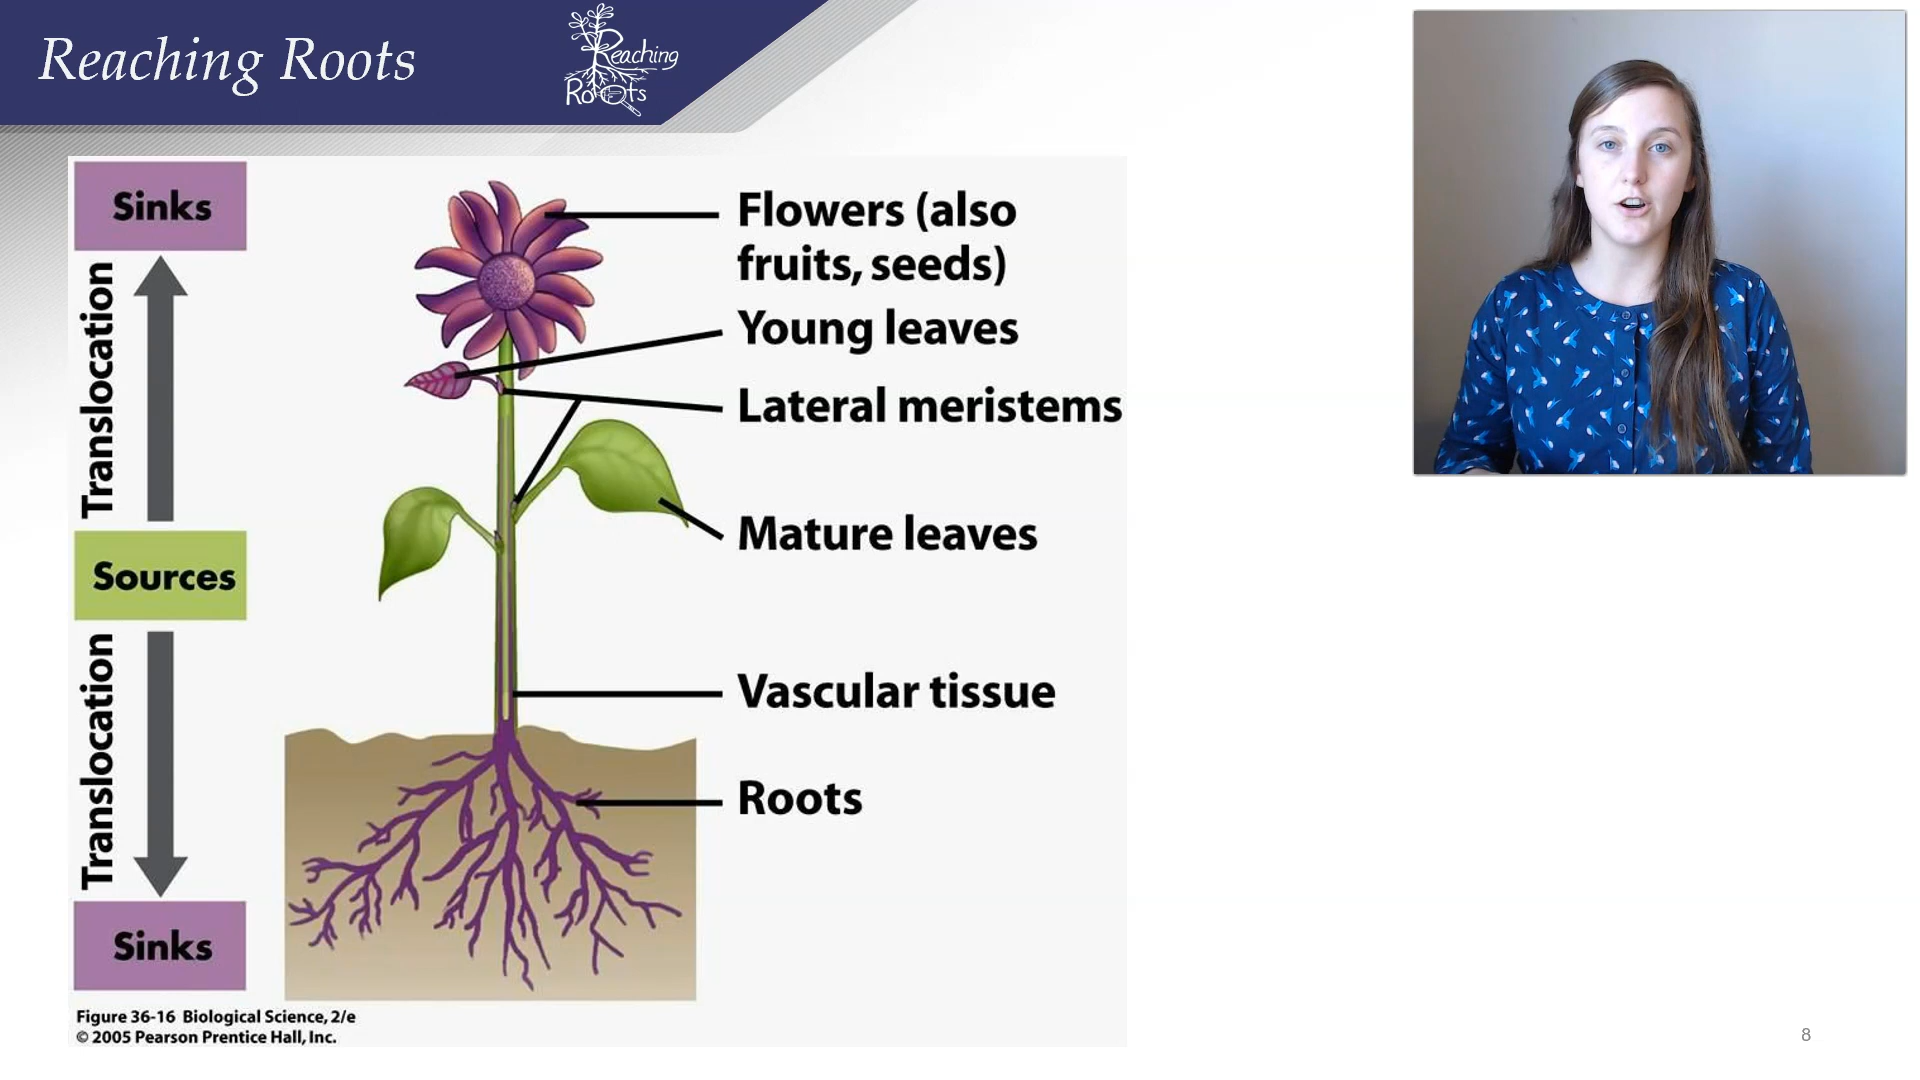 Reaching Roots
Reaching
Roots
Sinks
Translocation
Sources
Translocation
Sinks
Flowers (also
fruits, seeds)
Young leaves
Lateral meristems
Mature leaves
Vascular tissue
Roots
Figure 36-16 Biological Science, 2/e
© 2005 Pearson Prentice Hall, Inc.
8